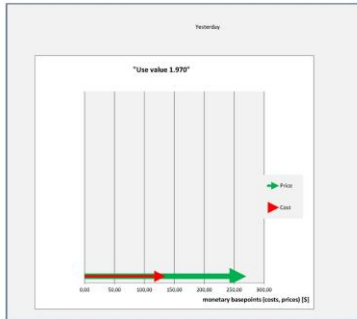 Yesterday
"Use value 1.970"
Price
Cost
0,00 50,00 100,00 150,00 200,00 250,00 300,00
monetary basepoints (costs, prices) [$]